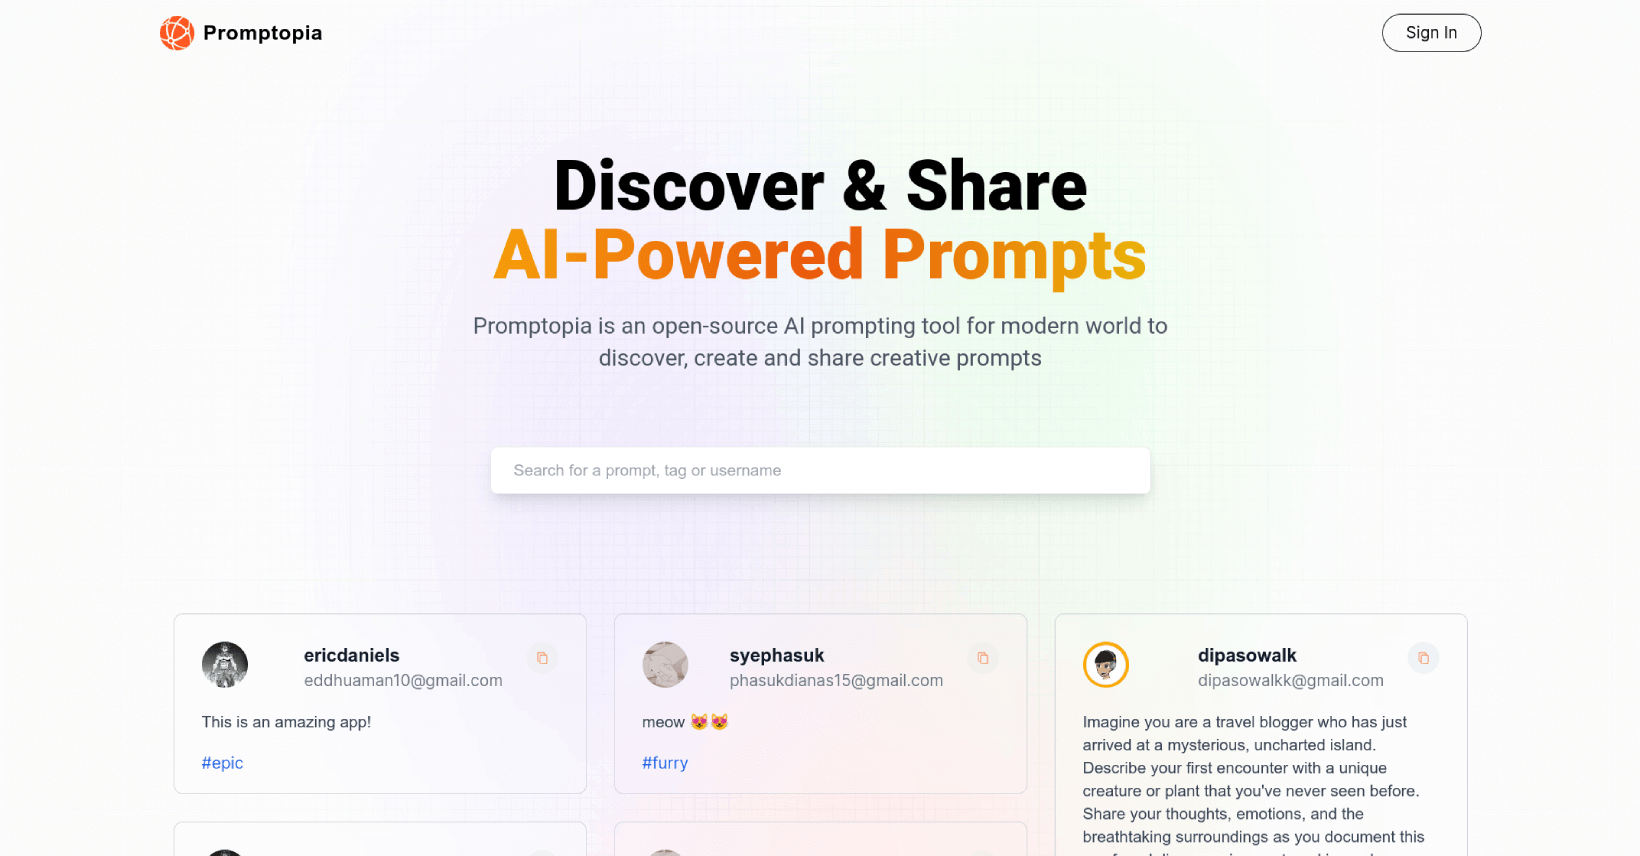 Promptopia
Sign In
Discover & Share
AI-Powered Prompts
Promptopia is an open-source AI prompting tool for modern world to
discover, create and share creative prompts
Search for a prompt, tag or username
ericdaniels
eddhuaman10@gmail.com
This is an amazing app!
#epic
syephasuk
phasukdianas15@gmail.com
meow 😻😻
#furry
dipasowalk
dipasowalkk@gmail.com
Imagine you are a travel blogger who has just
arrived at a mysterious, uncharted island.
Describe your first encounter with a unique
creature or plant that you've never seen before.
Share your thoughts, emotions, and the
breathtaking surroundings as you document this